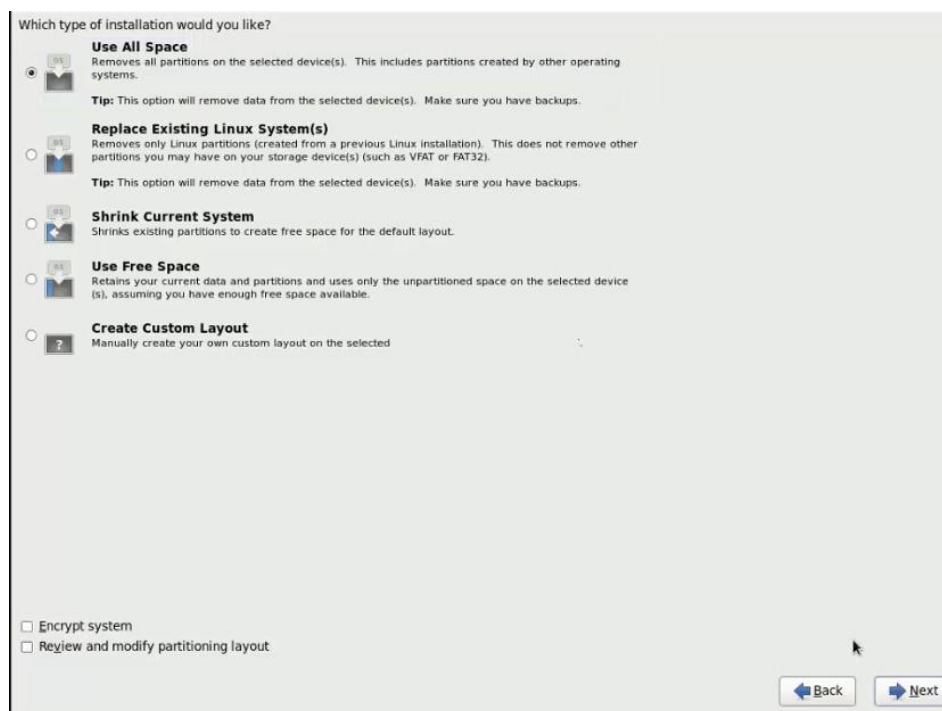 Which type of installation would you like?
Use All Space
Removes all partitions on the selected device(s). This includes partitions created by other operating
systems.
Tip: This option will remove data from the selected device(s). Make sure you have backups.
Replace Existing Linux System(s)
Removes only Linux partitions (created from a previous Linux installation). This does not remove other
partitions you may have on your storage device(s) (such as VFAT or FAT32).
Tip: This option will remove data from the selected device(s). Make sure you have backups.
Shrink Current System
Shrinks existing partitions to create free space for the default layout.
Use Free Space
Retains your current data and partitions and uses only the unpartitioned space on the selected device
(s), assuming you have enough free space available.
Create Custom Layout
Manually create your own custom layout on the selected
?
Encrypt system
Review and modify partitioning layout
Back
Next